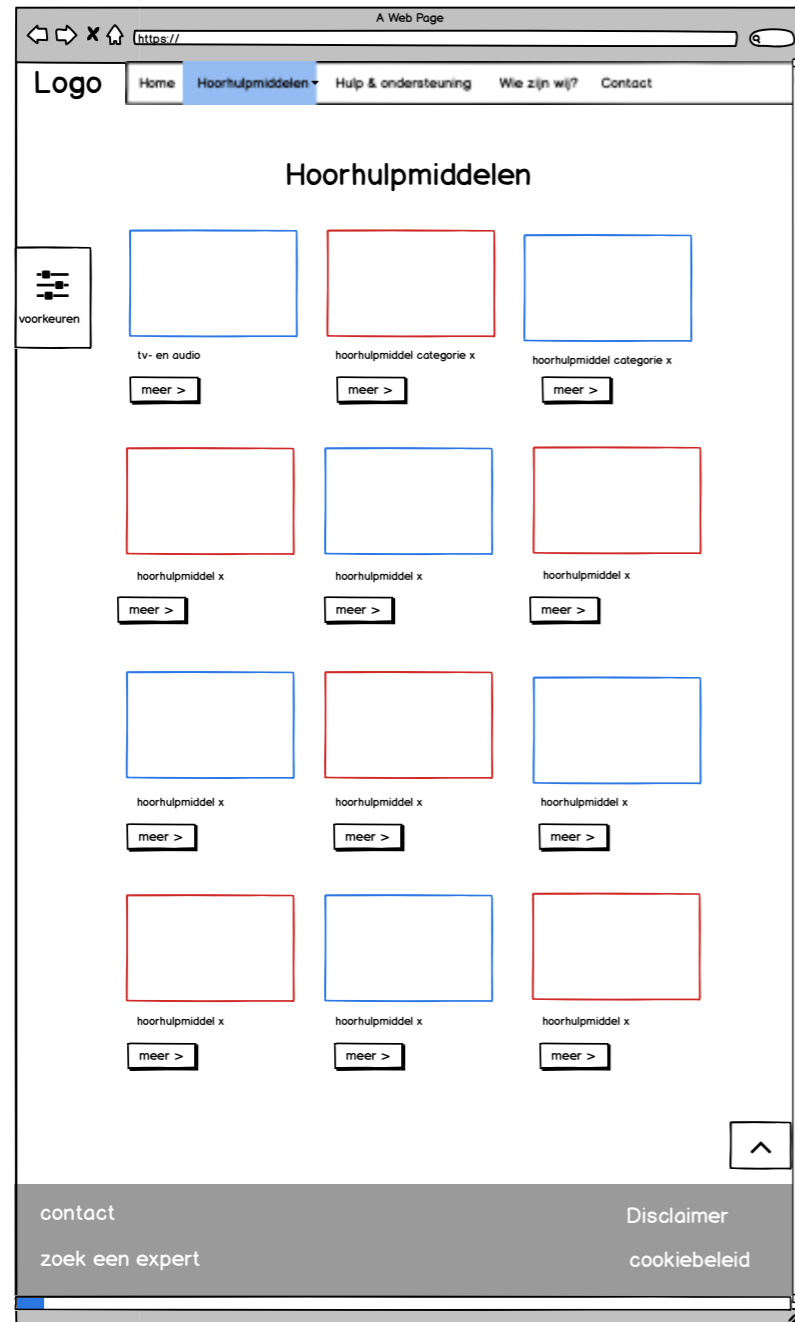 A Web Page
https://
Logo Home Hoorhulpmiddelen Hulp & ondersteuning Wie zijn wij? Contact
Hoorhulpmiddelen
voorkeuren
tv- en audio hoorhulpmiddel categorie x hoorhulpmiddel categorie x
meer > meer > meer >
hoorhulpmiddel x hoorhulpmiddel x hoorhulpmiddel x
meer > meer > meer >
hoorhulpmiddel x hoorhulpmiddel x hoorhulpmiddel x
meer > meer > meer >
hoorhulpmiddel x hoorhulpmiddel x hoorhulpmiddel x
meer > meer > meer >
contact Disclaimer
zoek een expert cookiebeleid